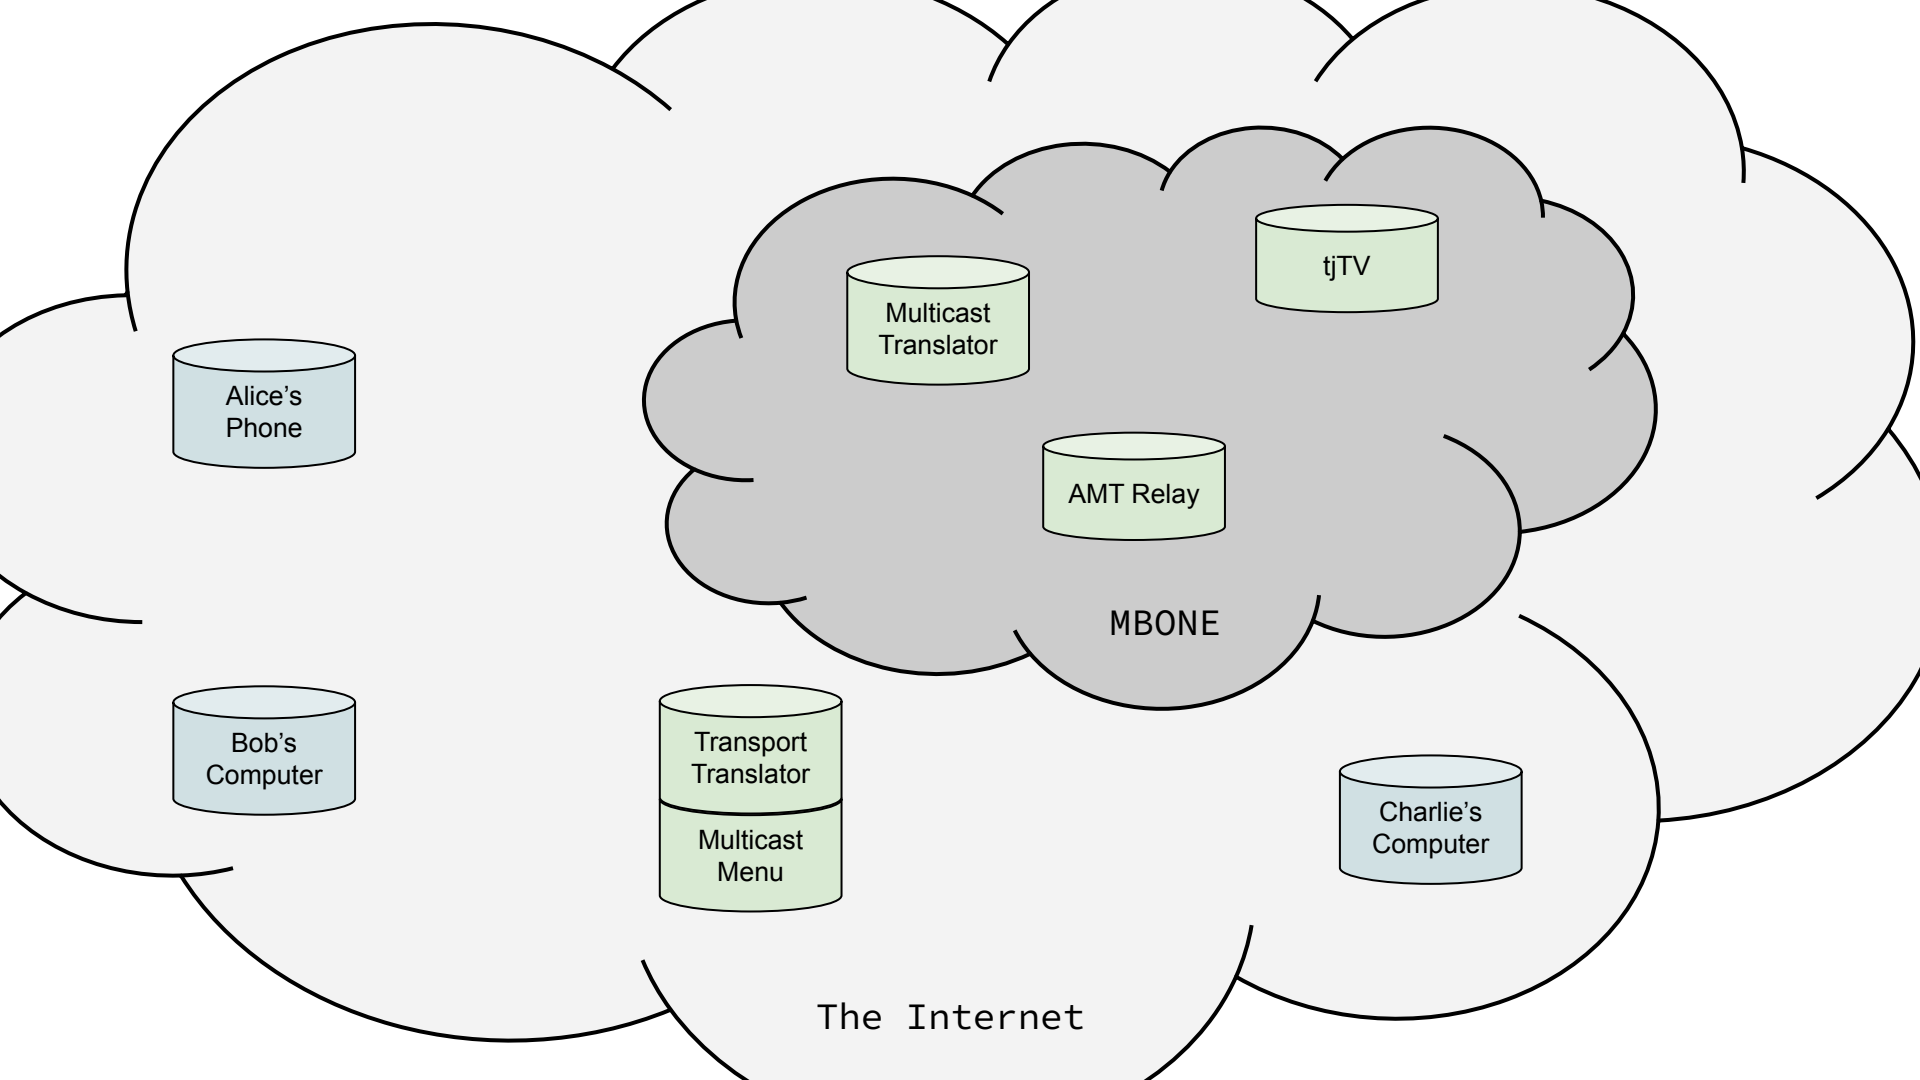 tjTV
Multicast
Translator
Alice’s
Phone
AMT Relay
MBONE
Bob’s
Computer
Transport
Translator
Multicast
Menu
Charlie’s
Computer
The Internet